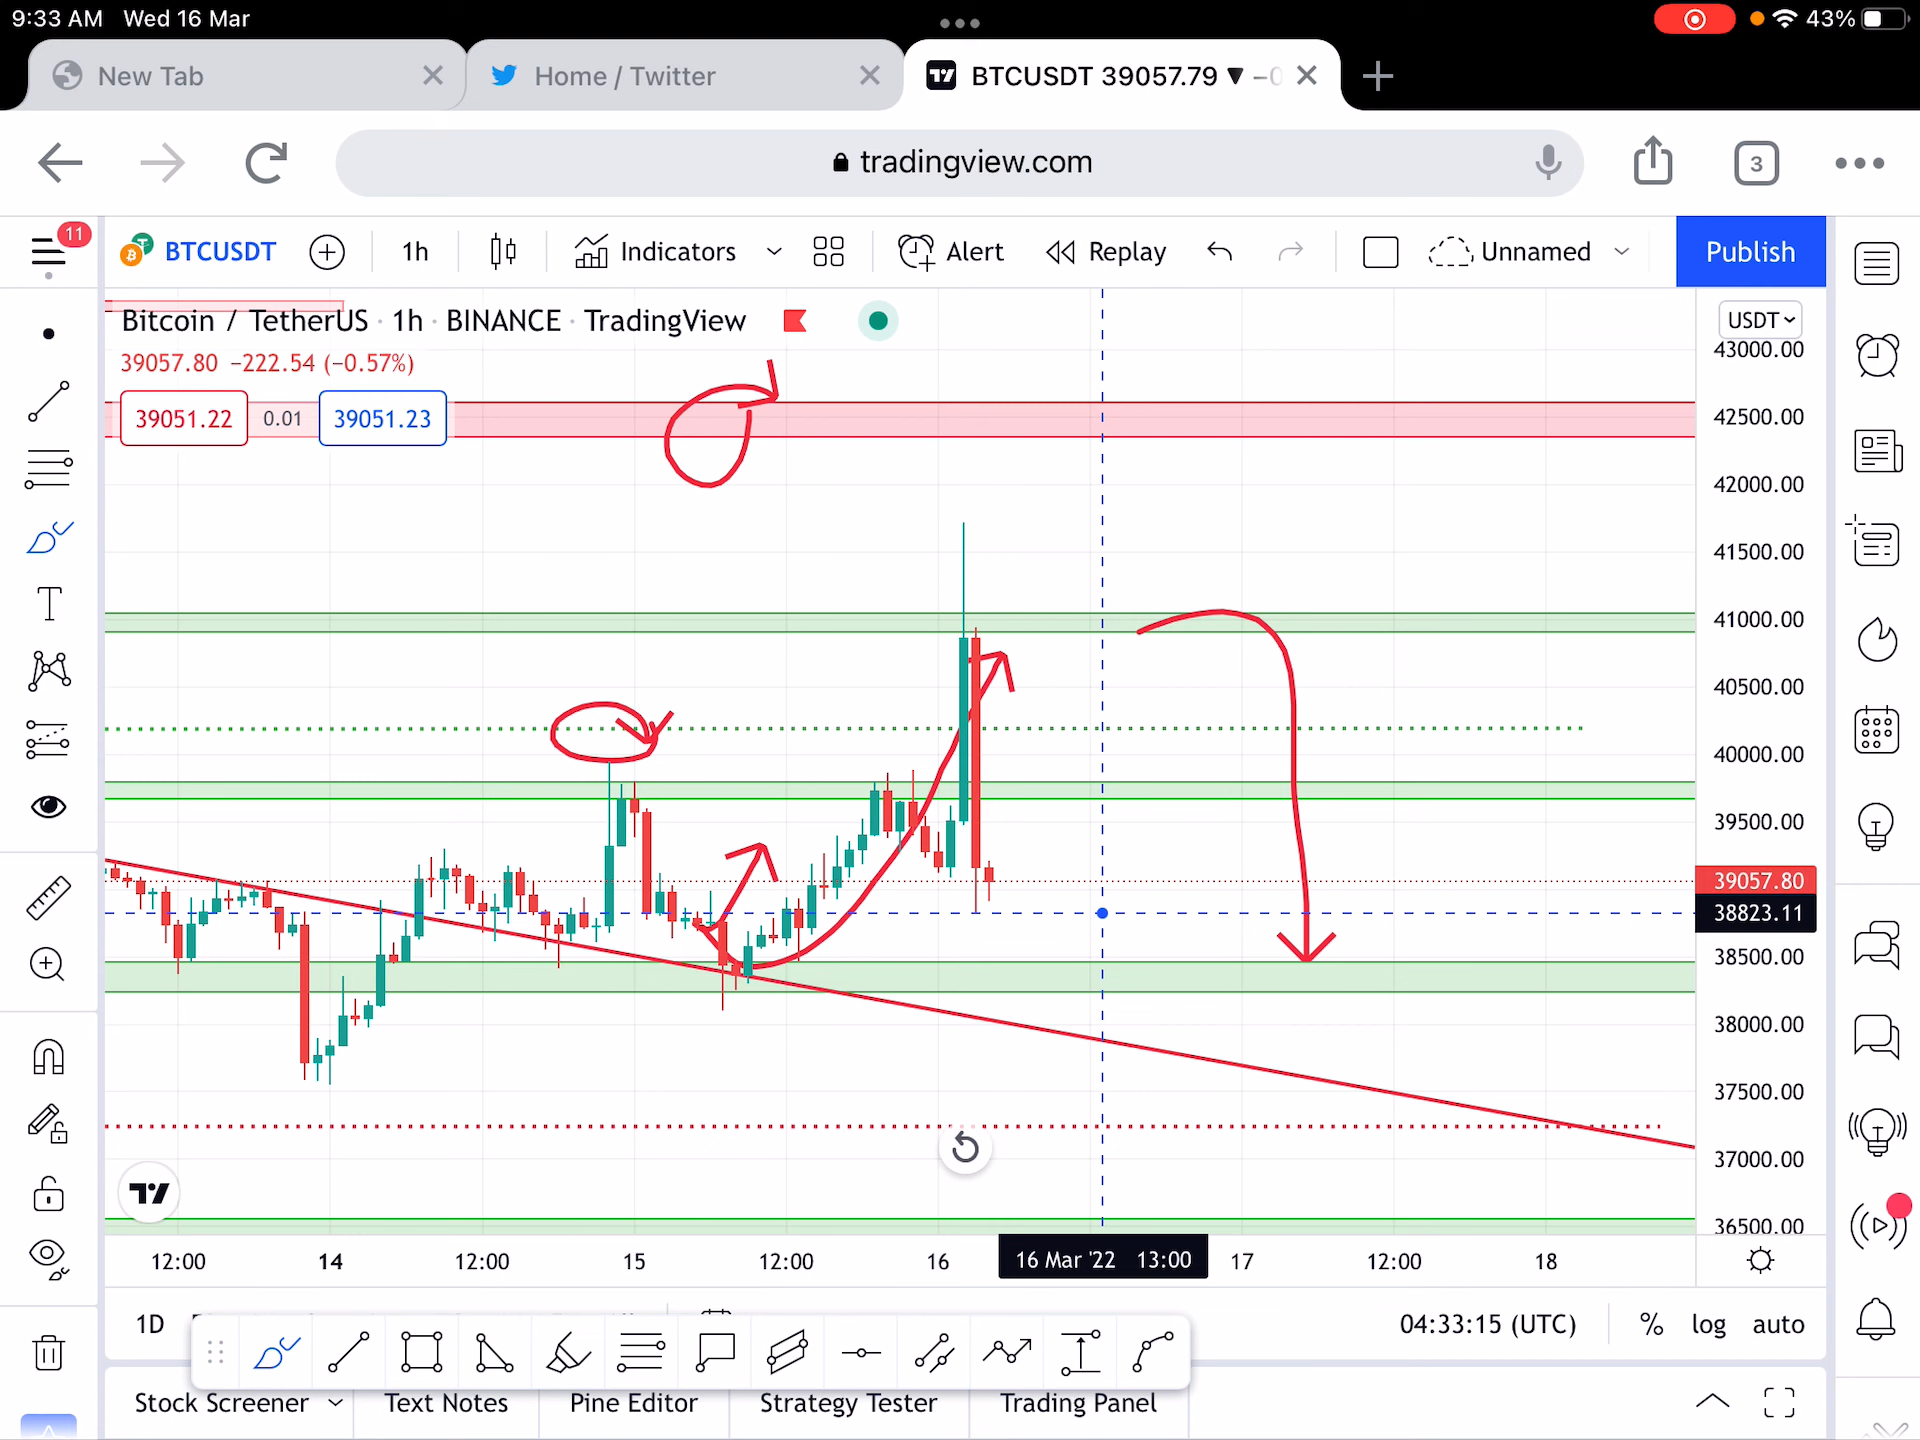 9:33 AM Wed 16 Mar
43%
New Tab
Home / Twitter
BTCUSDT 39057.79 ▼ −0
tradingview.com
3
11
BTCUSDT
1h
Indicators
Alert
Replay
Unnamed
Publish
Bitcoin / TetherUS · 1h · BINANCE · TradingView
USDT
39057.80 −222.54 (−0.57%)
39051.22
0.01
39051.23
43000.00
42500.00
42000.00
41500.00
41000.00
40500.00
40000.00
39500.00
39057.80
38823.11
38500.00
38000.00
37500.00
37000.00
36500.00
12:00
14
12:00
15
12:00
16
16 Mar '22 13:00
17
12:00
18
1D
04:33:15 (UTC)
%
log
auto
Stock Screener
Text Notes
Pine Editor
Strategy Tester
Trading Panel